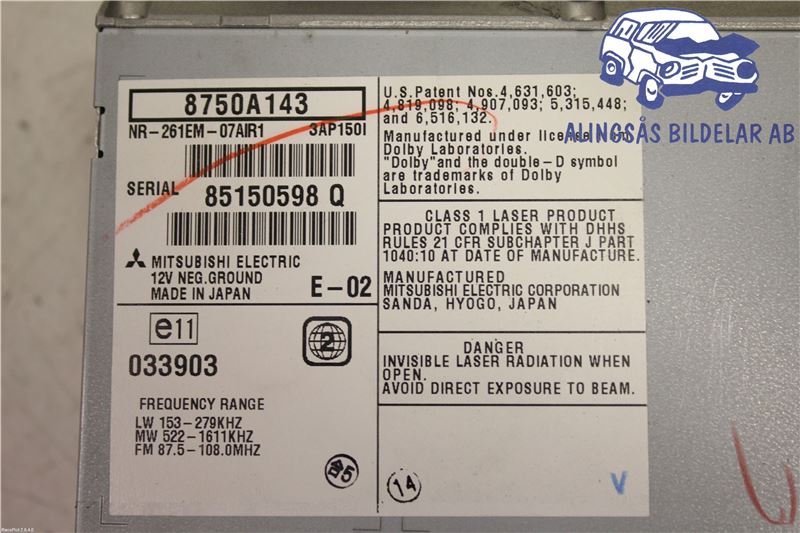 8750A143
NR-261EM-07AIR1 3AP150I
SERIAL 85150598 Q
MITSUBISHI ELECTRIC
12V NEG.GROUND
MADE IN JAPAN E-02
e11
2
033903
FREQUENCY RANGE
LW 153-279KHZ
MW 522-1611KHZ
FM 87.5-108.0MHZ
U.S.Patent Nos.4,631,603;
4,819,098; 4,907,093; 5,315,448;
and 6,516,132.
Manufactured under license from
Dolby Laboratories.
"Dolby"and the double-D symbol
are trademarks of Dolby
Laboratories.
CLASS 1 LASER PRODUCT
PRODUCT COMPLIES WITH DHHS
RULES 21 CFR SUBCHAPTER J PART
1040:10 AT DATE OF MANUFACTURE.
MANUFACTURED
MITSUBISHI ELECTRIC CORPORATION
SANDA, HYOGO, JAPAN
DANGER
INVISIBLE LASER RADIATION WHEN
OPEN.
AVOID DIRECT EXPOSURE TO BEAM.
14
V
ALINGSÅS BILDELAR AB